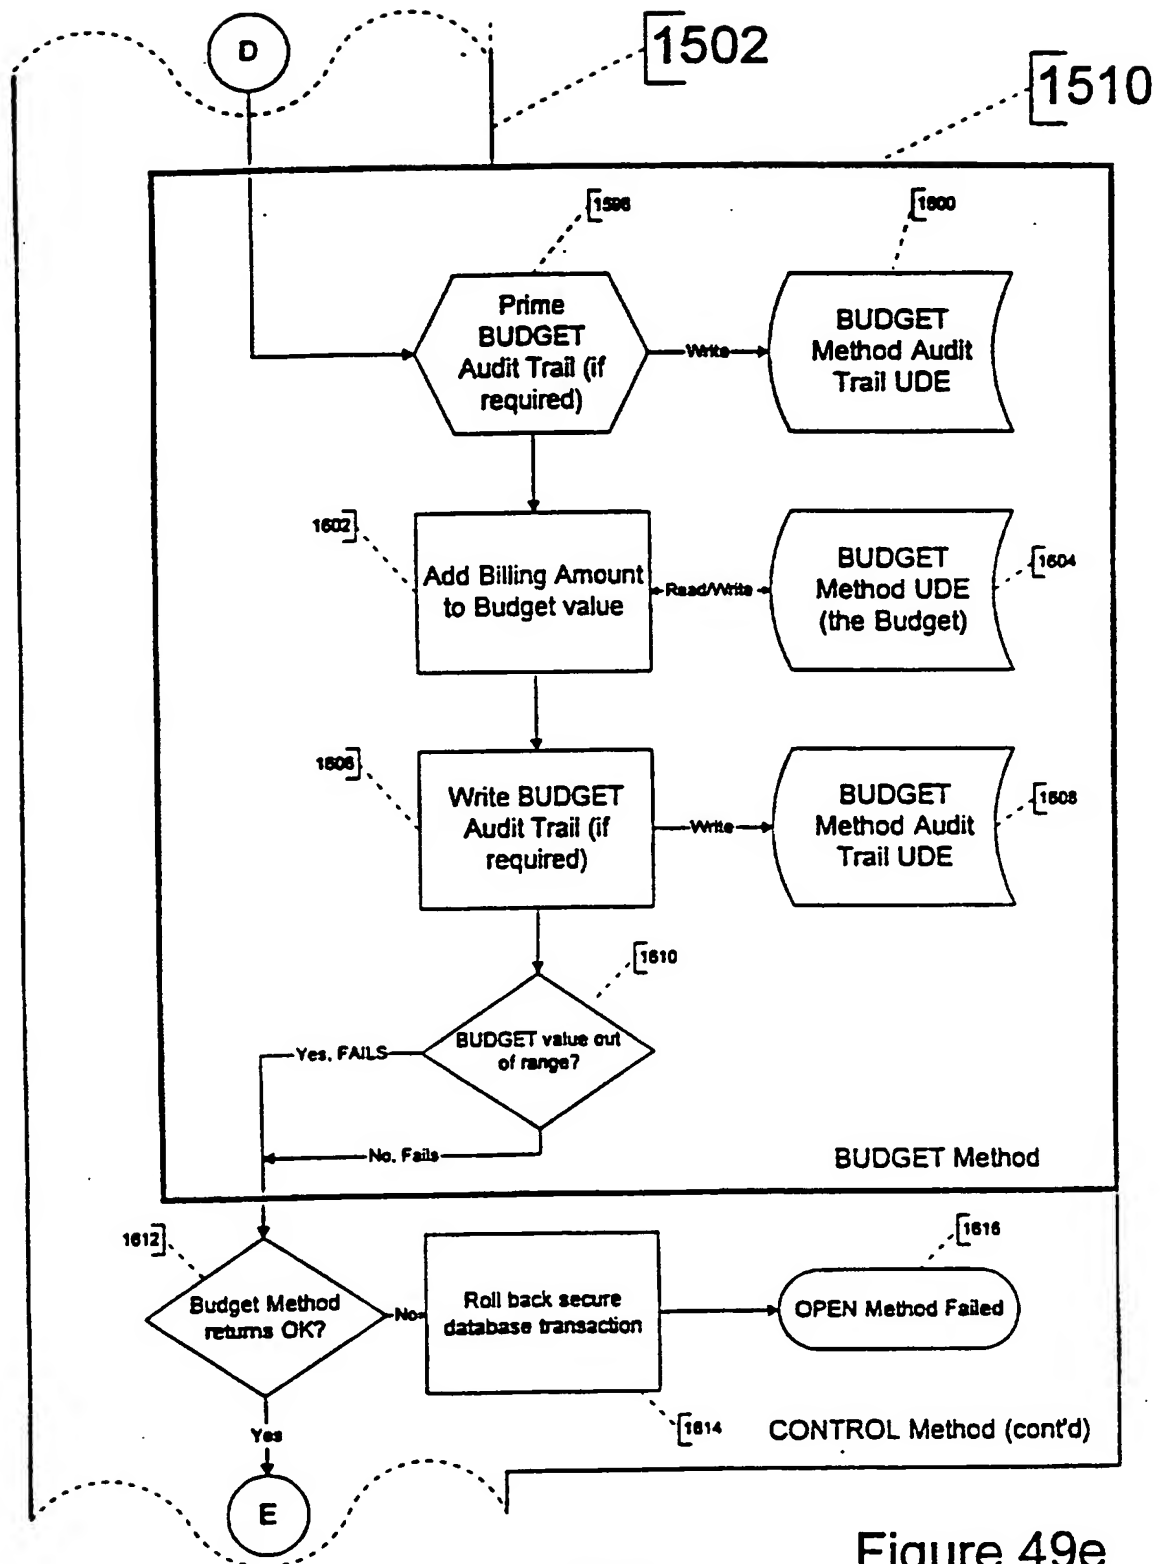 D
1502
1510
1598
1600
Prime
BUDGET
Audit Trail (if
required)
Write
BUDGET
Method Audit
Trail UDE
1602
Add Billing Amount
to Budget value
Read/Write
BUDGET
Method UDE
(the Budget)
1604
1606
Write BUDGET
Audit Trail (if
required)
Write
BUDGET
Method Audit
Trail UDE
1608
1610
BUDGET value out
of range?
Yes, FAILS
No, Fails
BUDGET Method
1612
Budget Method
returns OK?
No
Roll back secure
database transaction
1616
OPEN Method Failed
1614
CONTROL Method (cont'd)
Yes
E
Figure 49e